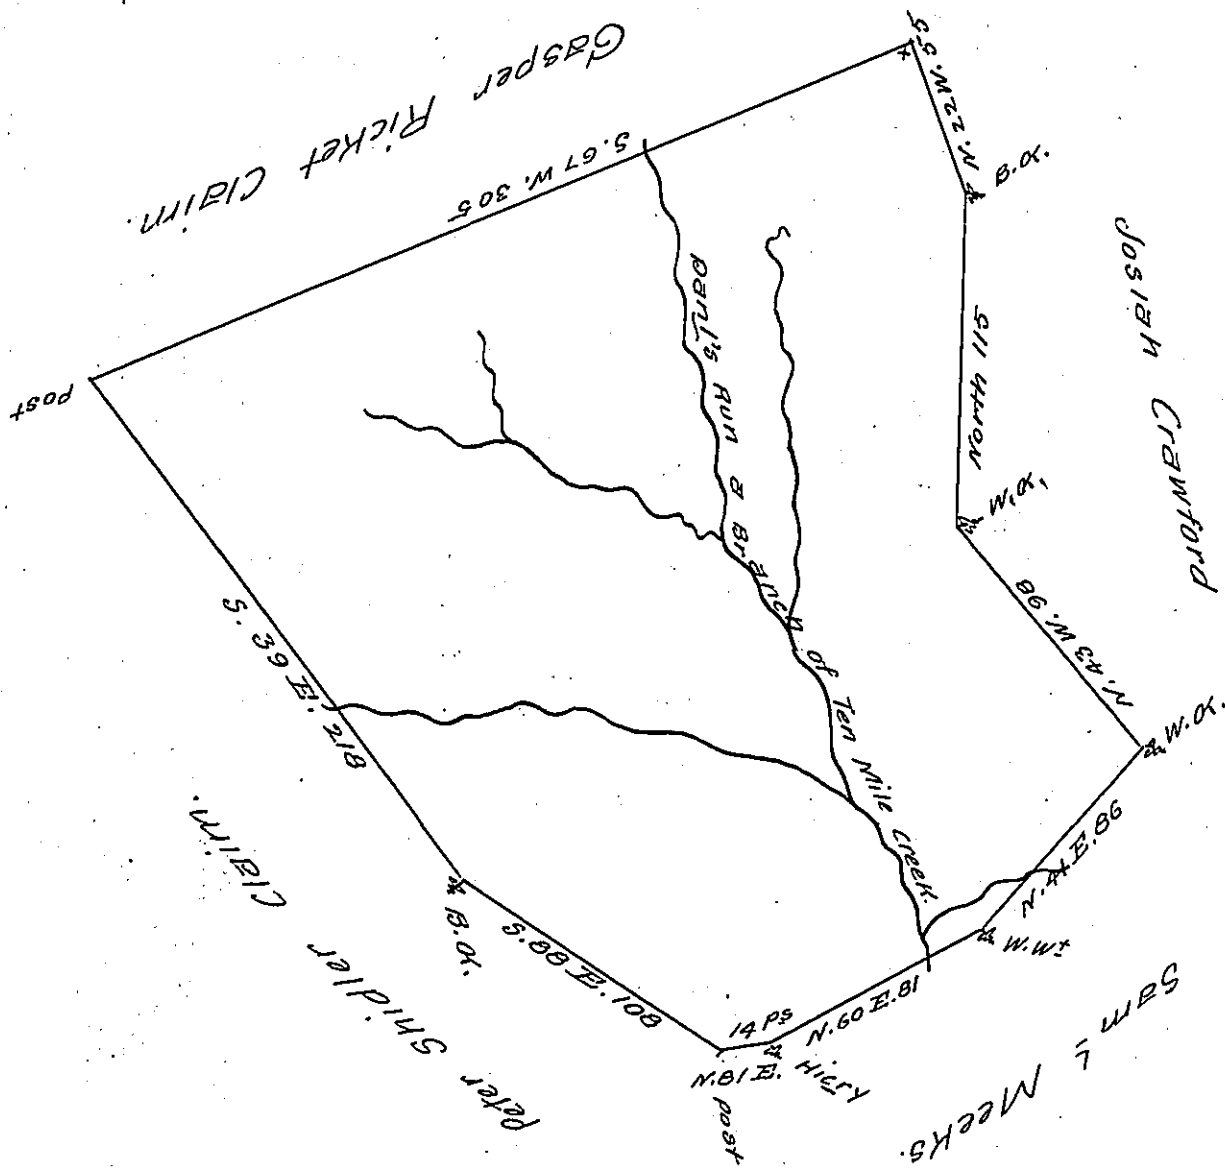 Gasper Ricket Claim.
S. 67 W. 305
N. 22 W. 55
B.O.
North 115
Josiah Crawford
W.O.
N. 43 W. 98
W.O.
N. 41 E. 86
W.Wt
Sam L Meeks.
N. 60 E. 81
Hicry
14 Ps
N. 81 E.
Post
S. 88 E. 108
B.O.
Peter Shidler Claim.
S. 39 E. 218
Post
Danl's Run a Branch of Ten Mile Creek.